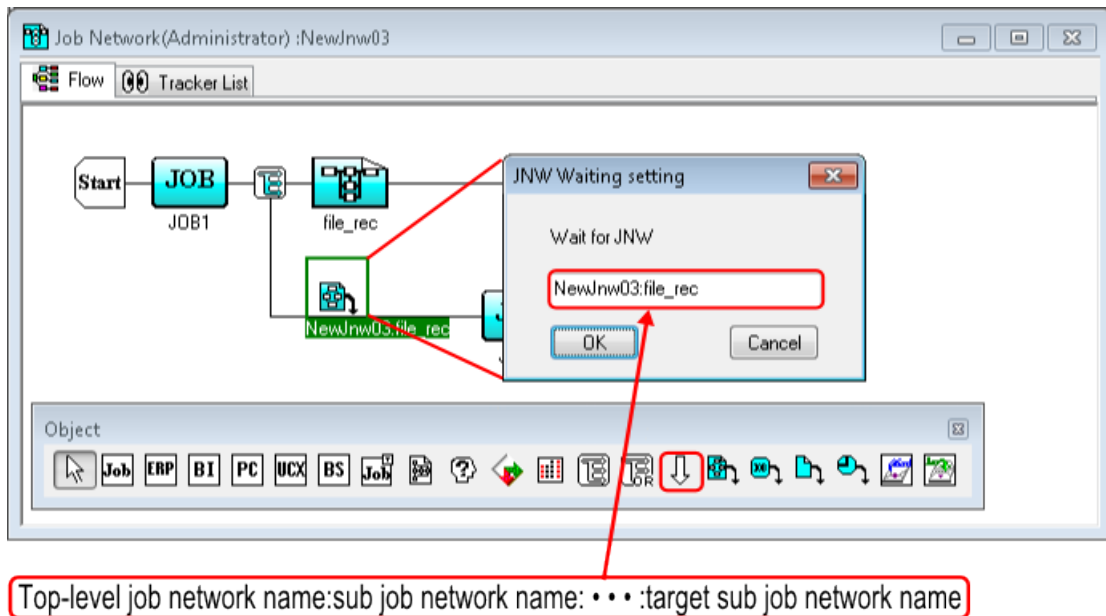 Job Network(Administrator) :NewJnw03
Flow
Tracker List
Start
JOB
JOB1
file_rec
NewJnw03:file_rec
JNW Waiting setting
Wait for JNW
NewJnw03:file_rec
OK
Cancel
Object
Job ERP BI PC UCX BS Job OR
Top-level job network name:sub job network name: ・・・ :target sub job network name